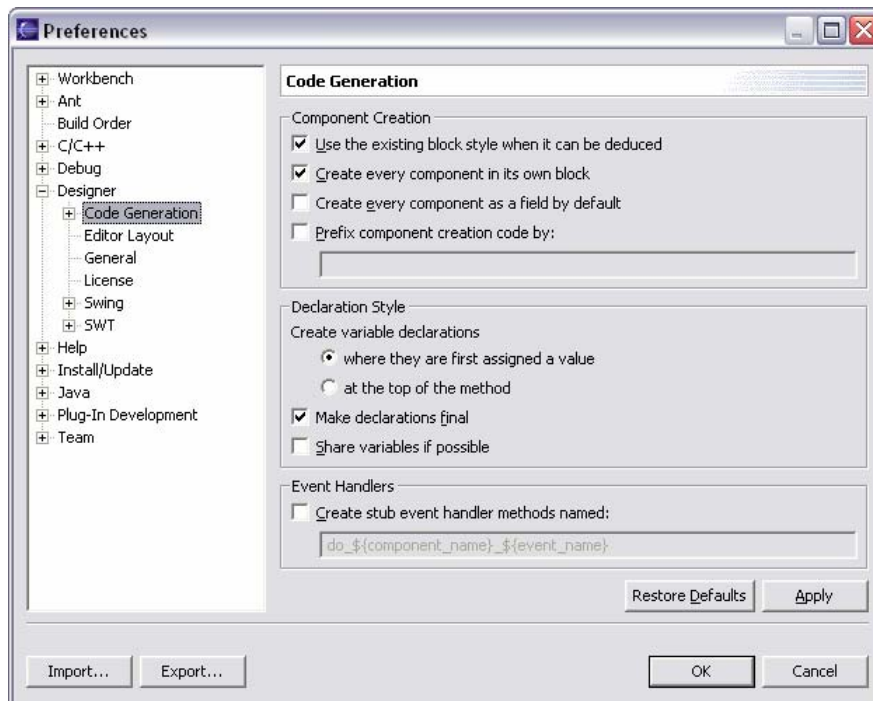 Preferences
Workbench
Ant
Build Order
C/C++
Debug
Designer
Code Generation
Editor Layout
General
License
Swing
SWT
Help
Install/Update
Java
Plug-In Development
Team
Code Generation
Component Creation
Use the existing block style when it can be deduced
Create every component in its own block
Create every component as a field by default
Prefix component creation code by:
Declaration Style
Create variable declarations
where they are first assigned a value
at the top of the method
Make declarations final
Share variables if possible
Event Handlers
Create stub event handler methods named:
do_${component_name}_${event_name}
Restore Defaults
Apply
Import...
Export...
OK
Cancel